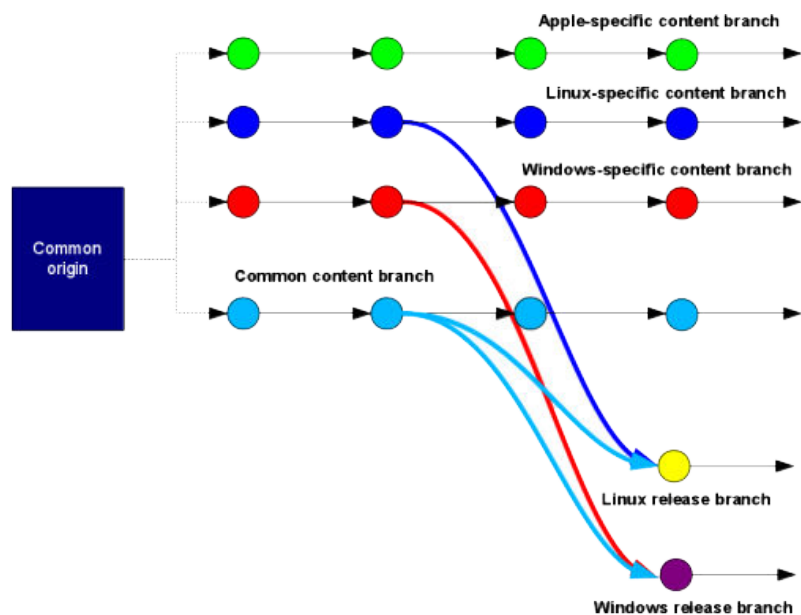 Apple-specific content branch
Linux-specific content branch
Windows-specific content branch
Common
origin
Common content branch
Linux release branch
Windows release branch